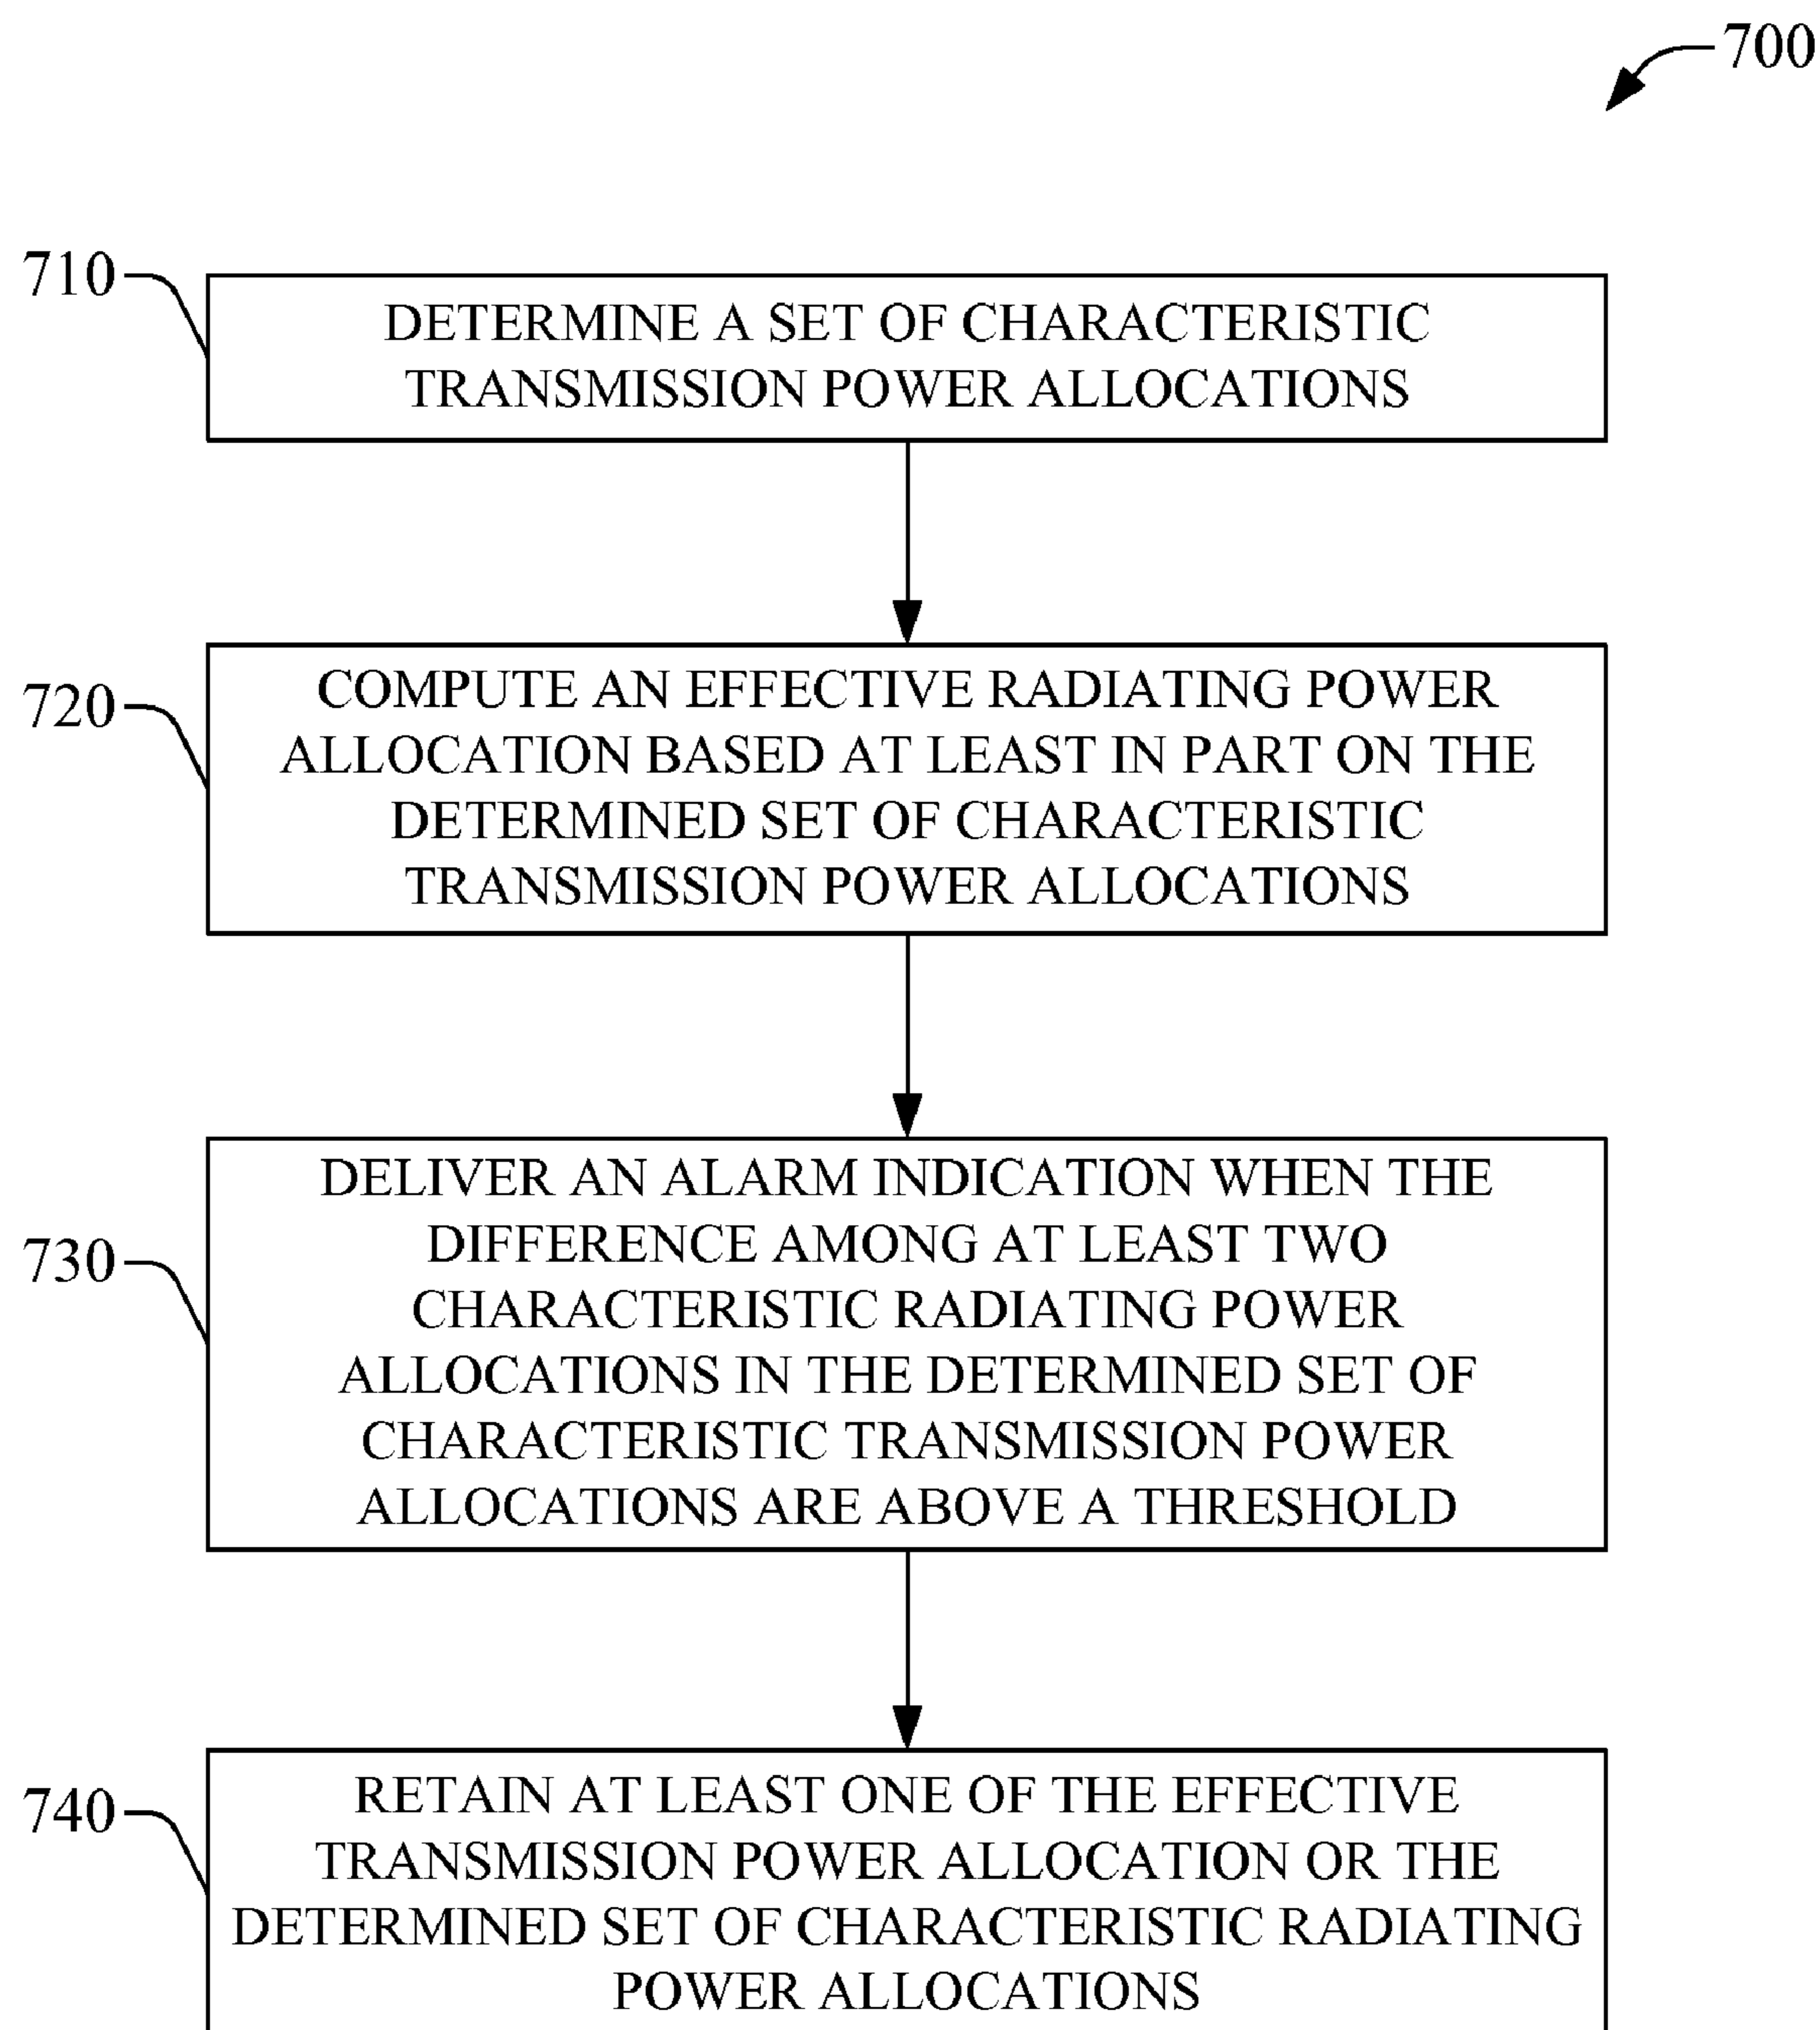 700
710
DETERMINE A SET OF CHARACTERISTIC
TRANSMISSION POWER ALLOCATIONS
720
COMPUTE AN EFFECTIVE RADIATING POWER
ALLOCATION BASED AT LEAST IN PART ON THE
DETERMINED SET OF CHARACTERISTIC
TRANSMISSION POWER ALLOCATIONS
730
DELIVER AN ALARM INDICATION WHEN THE
DIFFERENCE AMONG AT LEAST TWO
CHARACTERISTIC RADIATING POWER
ALLOCATIONS IN THE DETERMINED SET OF
CHARACTERISTIC TRANSMISSION POWER
ALLOCATIONS ARE ABOVE A THRESHOLD
740
RETAIN AT LEAST ONE OF THE EFFECTIVE
TRANSMISSION POWER ALLOCATION OR THE
DETERMINED SET OF CHARACTERISTIC RADIATING
POWER ALLOCATIONS